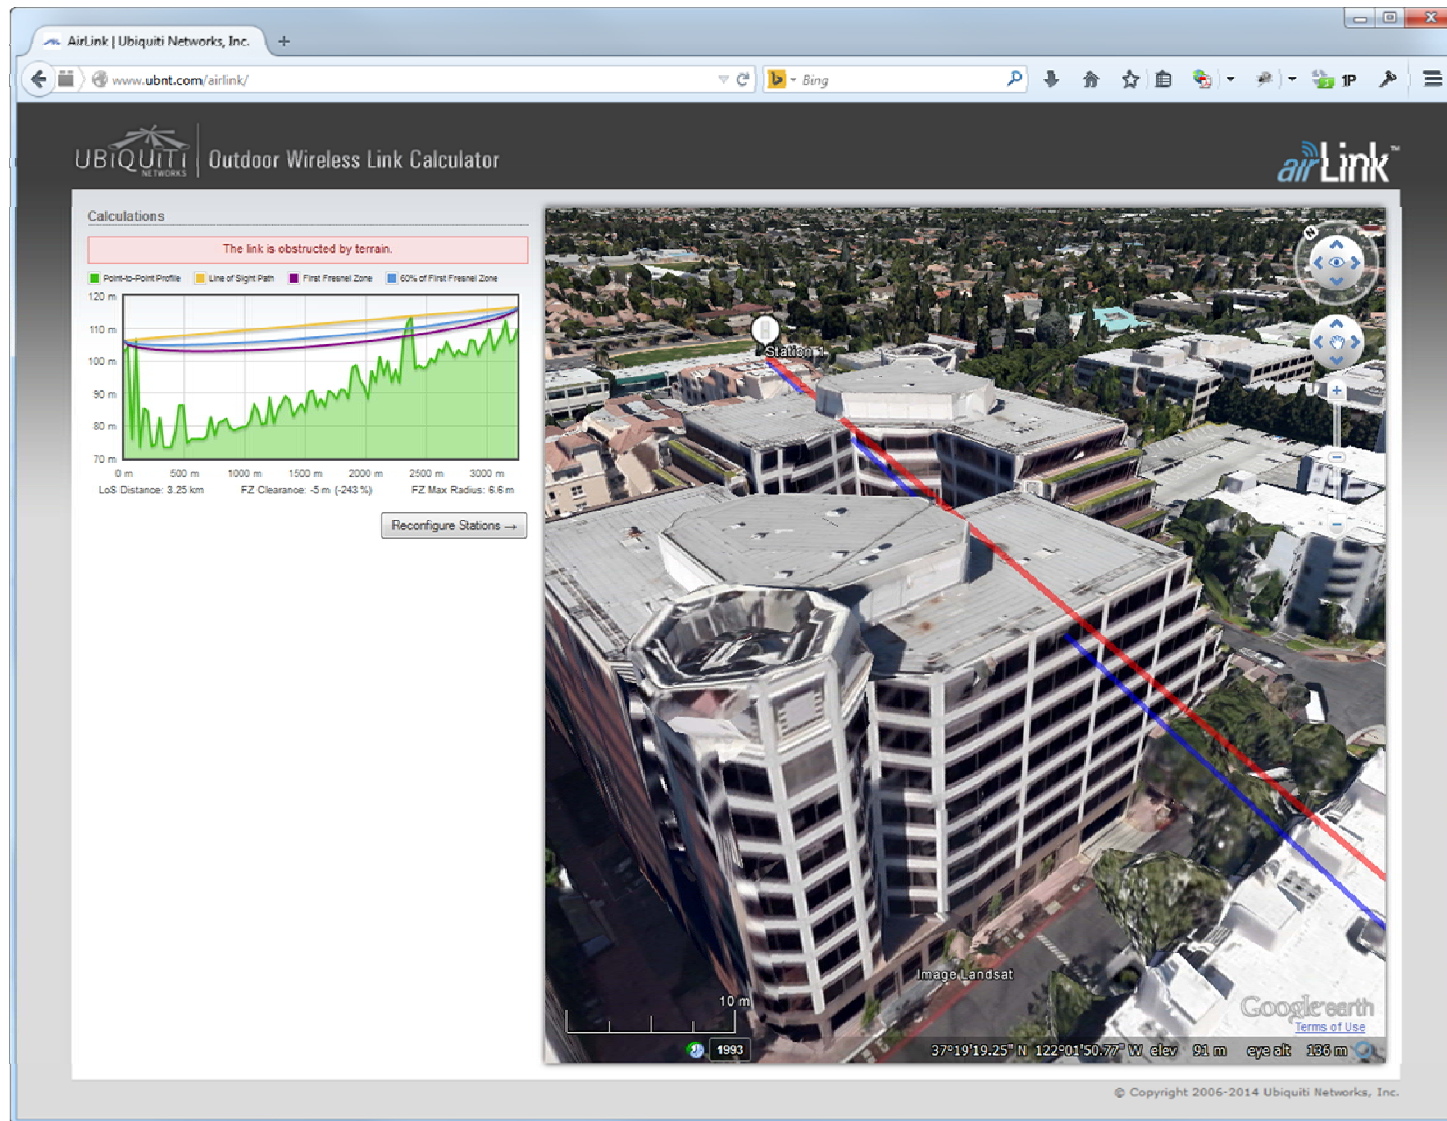 AirLink | Ubiquiti Networks, Inc.
www.ubnt.com/airlink/
Bing
1P
UBIQUITI
NETWORKS
Outdoor Wireless Link Calculator
airLink™
Calculations
The link is obstructed by terrain.
Point-to-Point Profile
Line of Sight Path
First Fresnel Zone
60% of First Fresnel Zone
120 m
110 m
100 m
90 m
80 m
70 m
0 m
500 m
1000 m
1500 m
2000 m
2500 m
3000 m
LoS Distance: 3.25 km
FZ Clearance: -5 m (-243 %)
FZ Max Radius: 6.6 m
Reconfigure Stations →
N
Station 1
Image Landsat
10 m
Google earth
Terms of Use
1993
37°19'19.25" N 122°01'50.77" W elev 91 m eye alt 136 m
© Copyright 2006-2014 Ubiquiti Networks, Inc.